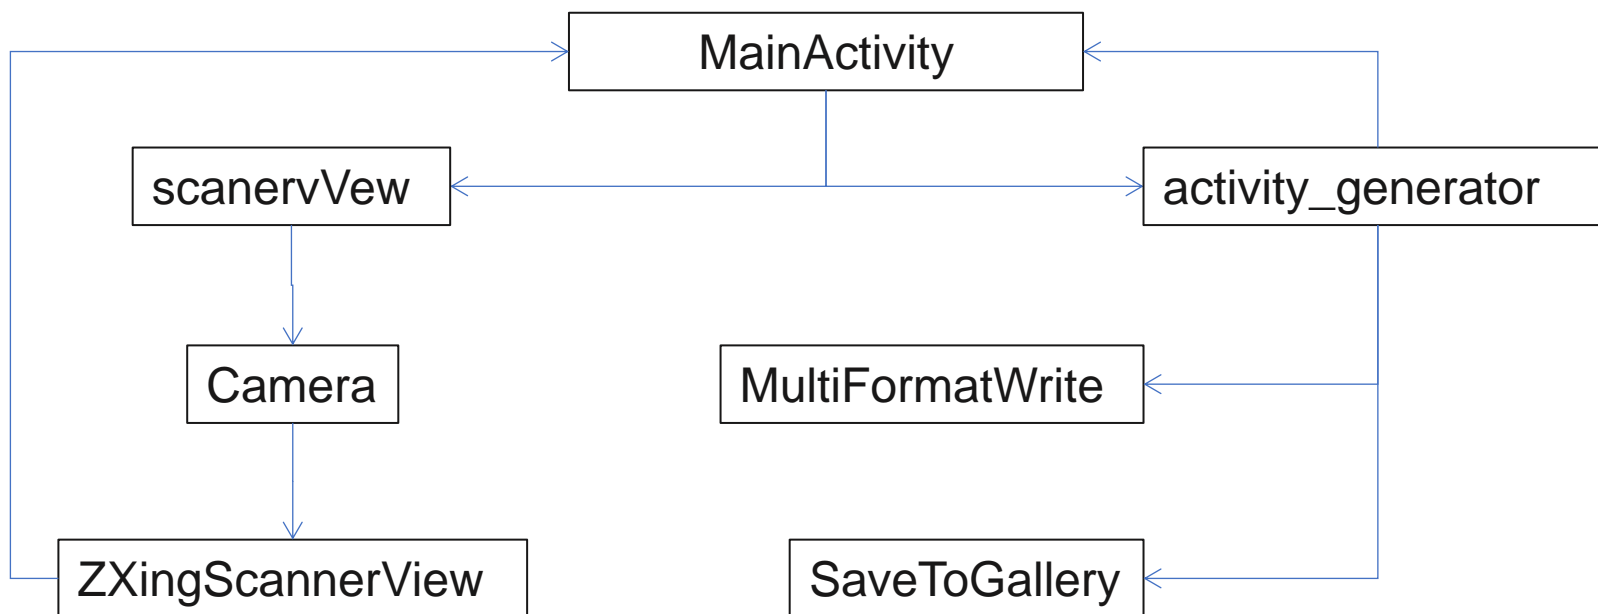 MainActivity
scanervVew
activity_generator
Camera
MultiFormatWrite
ZXingScannerView
SaveToGallery